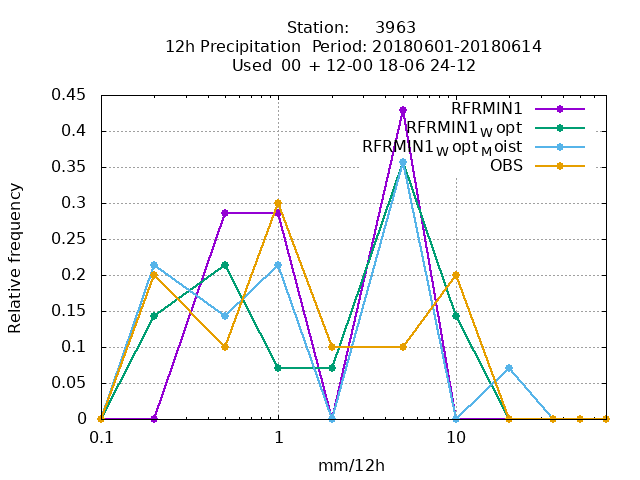 Station: 3963
12h Precipitation Period: 20180601-20180614
Used 00 + 12-00 18-06 24-12
0.45
0.4
0.35
0.3
0.25
0.2
0.15
0.1
0.05
0
Relative frequency
RFRMIN1
RFRMIN1Wopt
RFRMIN1WoptMoist
OBS
0.1 1 10
mm/12h